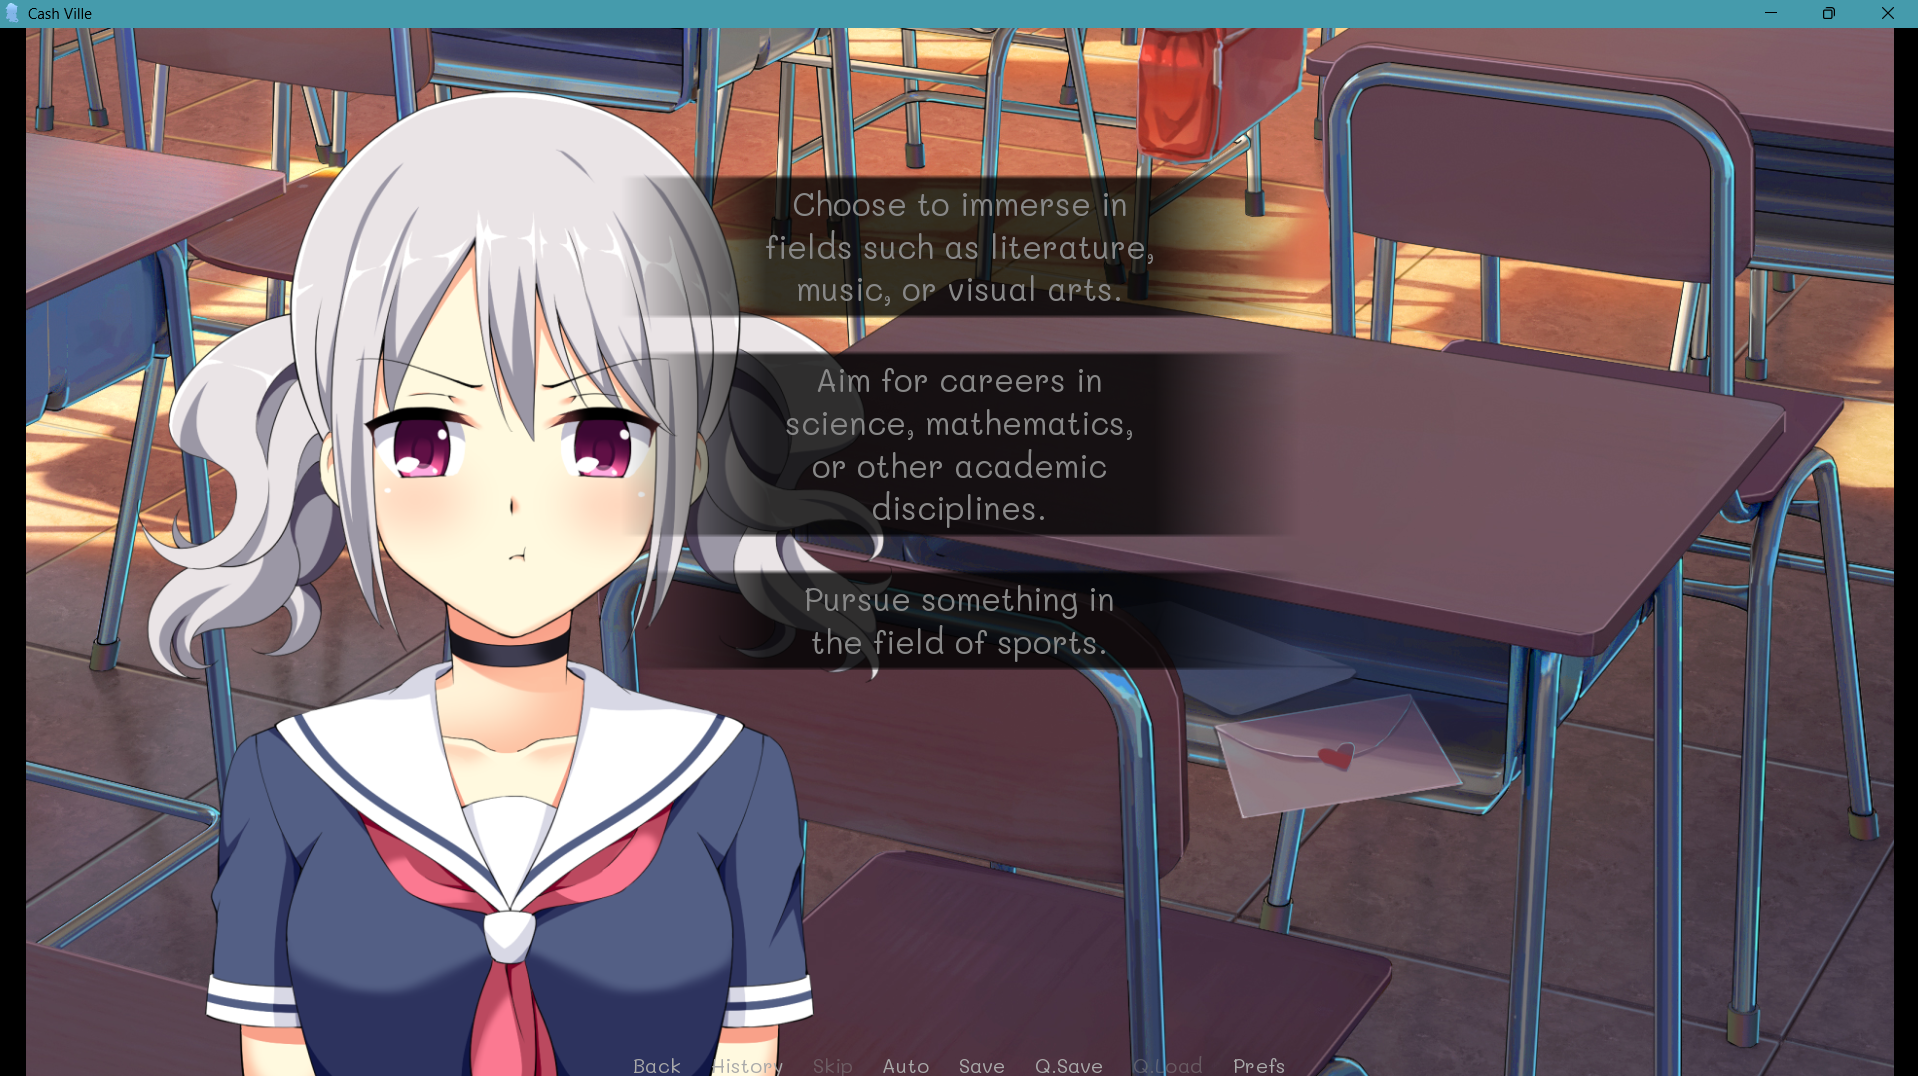 Cash Ville
Choose to immerse in
fields such as literature,
music, or visual arts.
Aim for careers in
science, mathematics,
or other academic
disciplines.
Pursue something in
the field of sports.
Back History Skip Auto Save Q.Save Q.Load Prefs